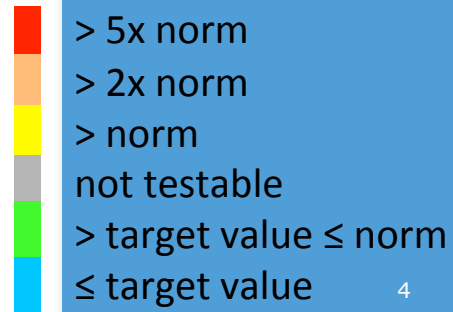 > 5x norm
> 2x norm
> norm
not testable
> target value ≤ norm
≤ target value 4